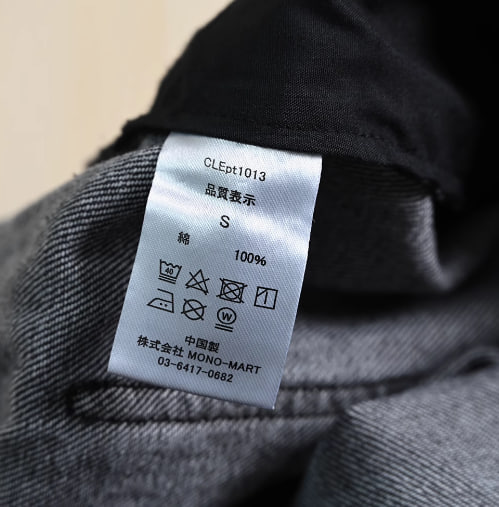 CLEpt1013
品質表示
S
綿 100%
40
W
中国製
株式会社 MONO-MART
03-6417-0682